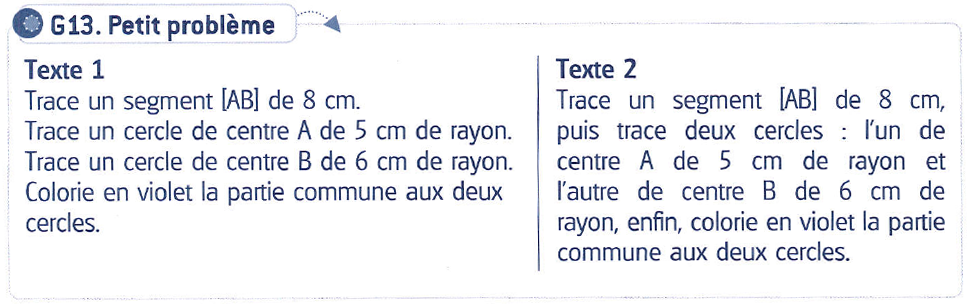 G13. Petit problème
Texte 1
Trace un segment [AB] de 8 cm.
Trace un cercle de centre A de 5 cm de rayon.
Trace un cercle de centre B de 6 cm de rayon.
Colorie en violet la partie commune aux deux
cercles.
Texte 2
Trace un segment [AB] de 8 cm,
puis trace deux cercles : l'un de
centre A de 5 cm de rayon et
l'autre de centre B de 6 cm de
rayon, enfin, colorie en violet la partie
commune aux deux cercles.